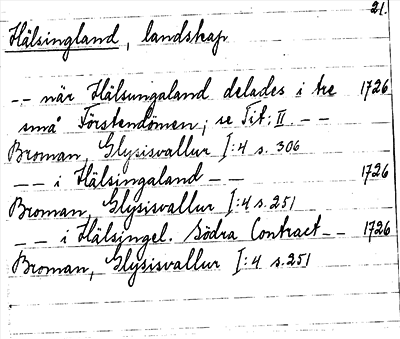 21.
Hälsingland, landskap
-- när Hälsingaland delades i tre 1726
små Förstendömen; se Tit: II. --
Broman, Glysisvallur I:4 s. 306
-- i Hälsingaland -- 1726
Broman, Glysisvallur I:4 s. 251
-- i Hälsingel. Södra Contract -- 1726
Broman, Glysisvallur I:4 s. 251